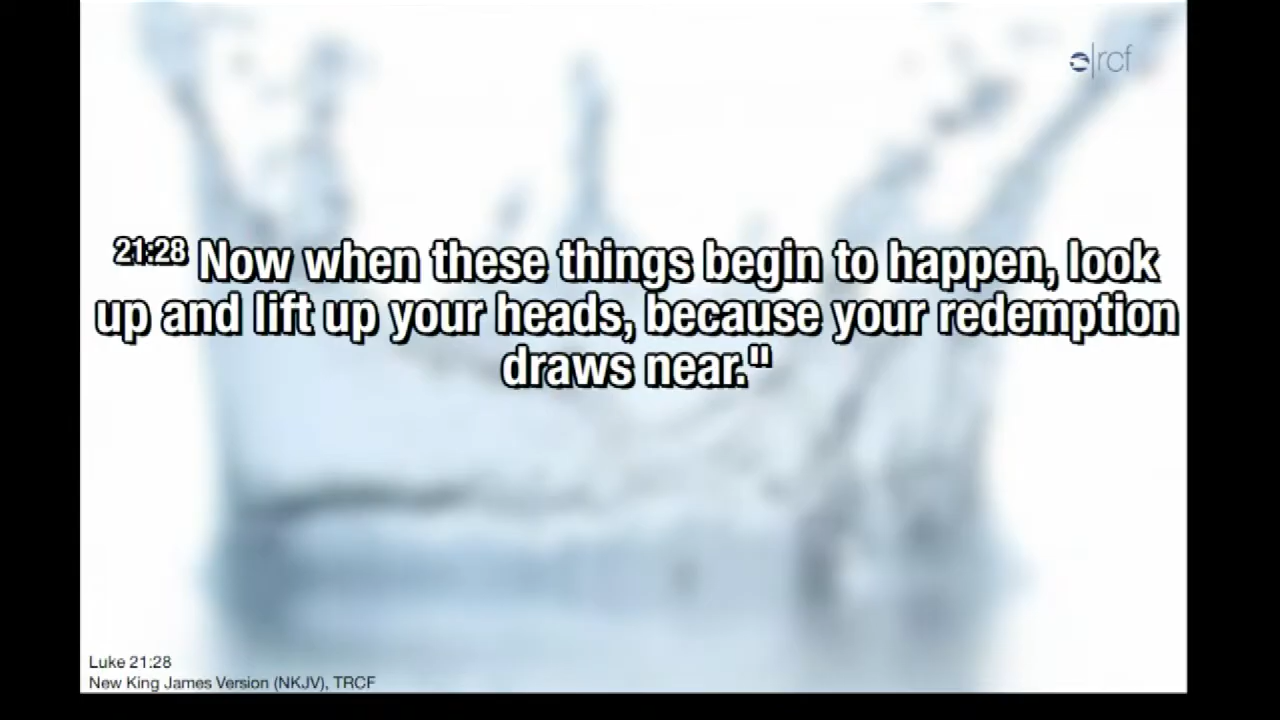 rcf
21:28 Now when these things begin to happen, look
up and lift up your heads, because your redemption
draws near."
Luke 21:28
New King James Version (NKJV), TRCF